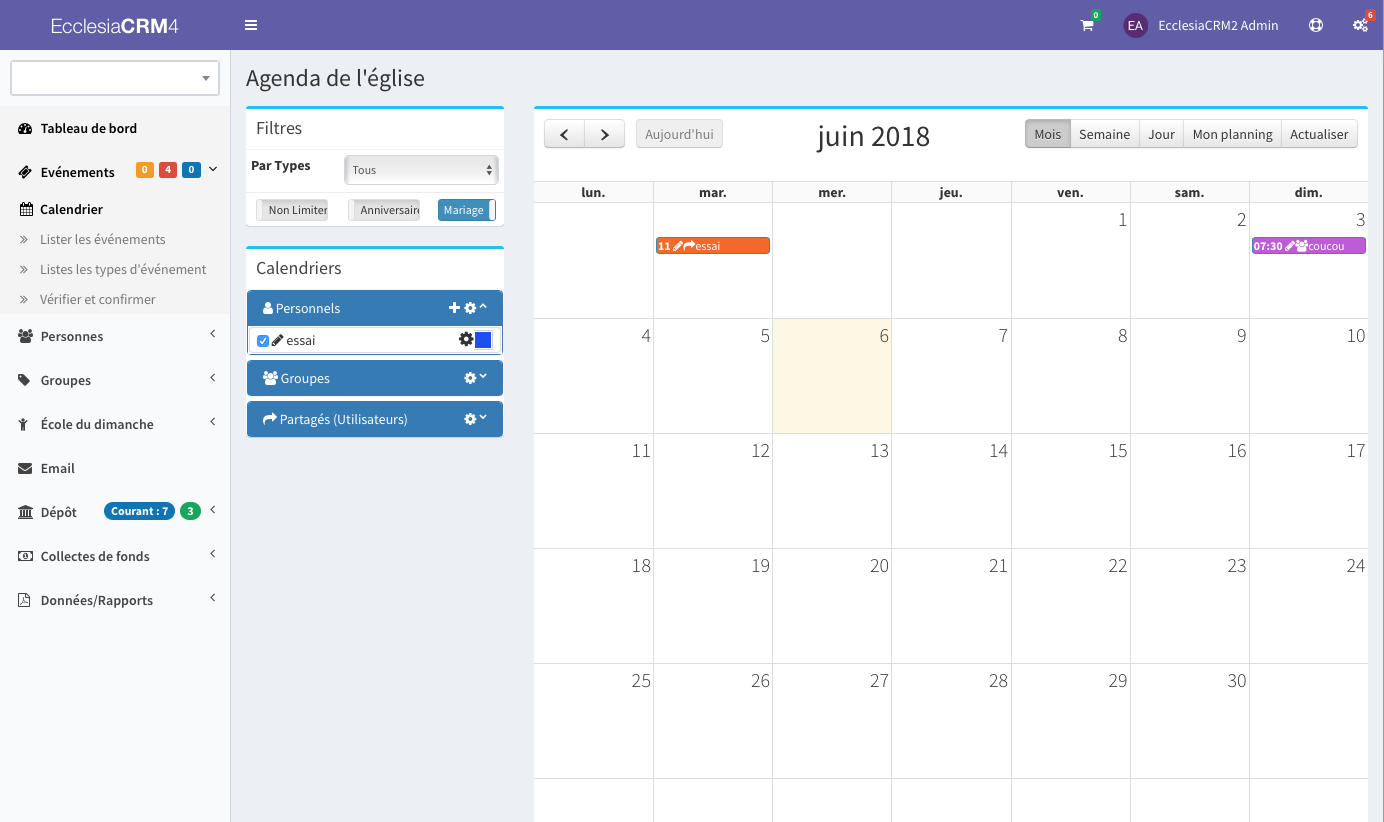 EcclesiaCRM4
0
EA EcclesiaCRM2 Admin
6
Agenda de l'église
Tableau de bord
Evénements 0 4 0
Calendrier
Lister les événements
Listes les types d'événement
Vérifier et confirmer
Personnes
Groupes
École du dimanche
Email
Dépôt Courant : 7 3
Collectes de fonds
Données/Rapports
Filtres
Par Types Tous
Non Limiter Anniversair Mariage
Calendriers
Personnels
essai
Groupes
Partagés (Utilisateurs)
Aujourd'hui juin 2018 Mois Semaine Jour Mon planning Actualiser
lun. mar. mer. jeu. ven. sam. dim.
1 2 3
11 essai 07:30 coucou
4 5 6 7 8 9 10
11 12 13 14 15 16 17
18 19 20 21 22 23 24
25 26 27 28 29 30